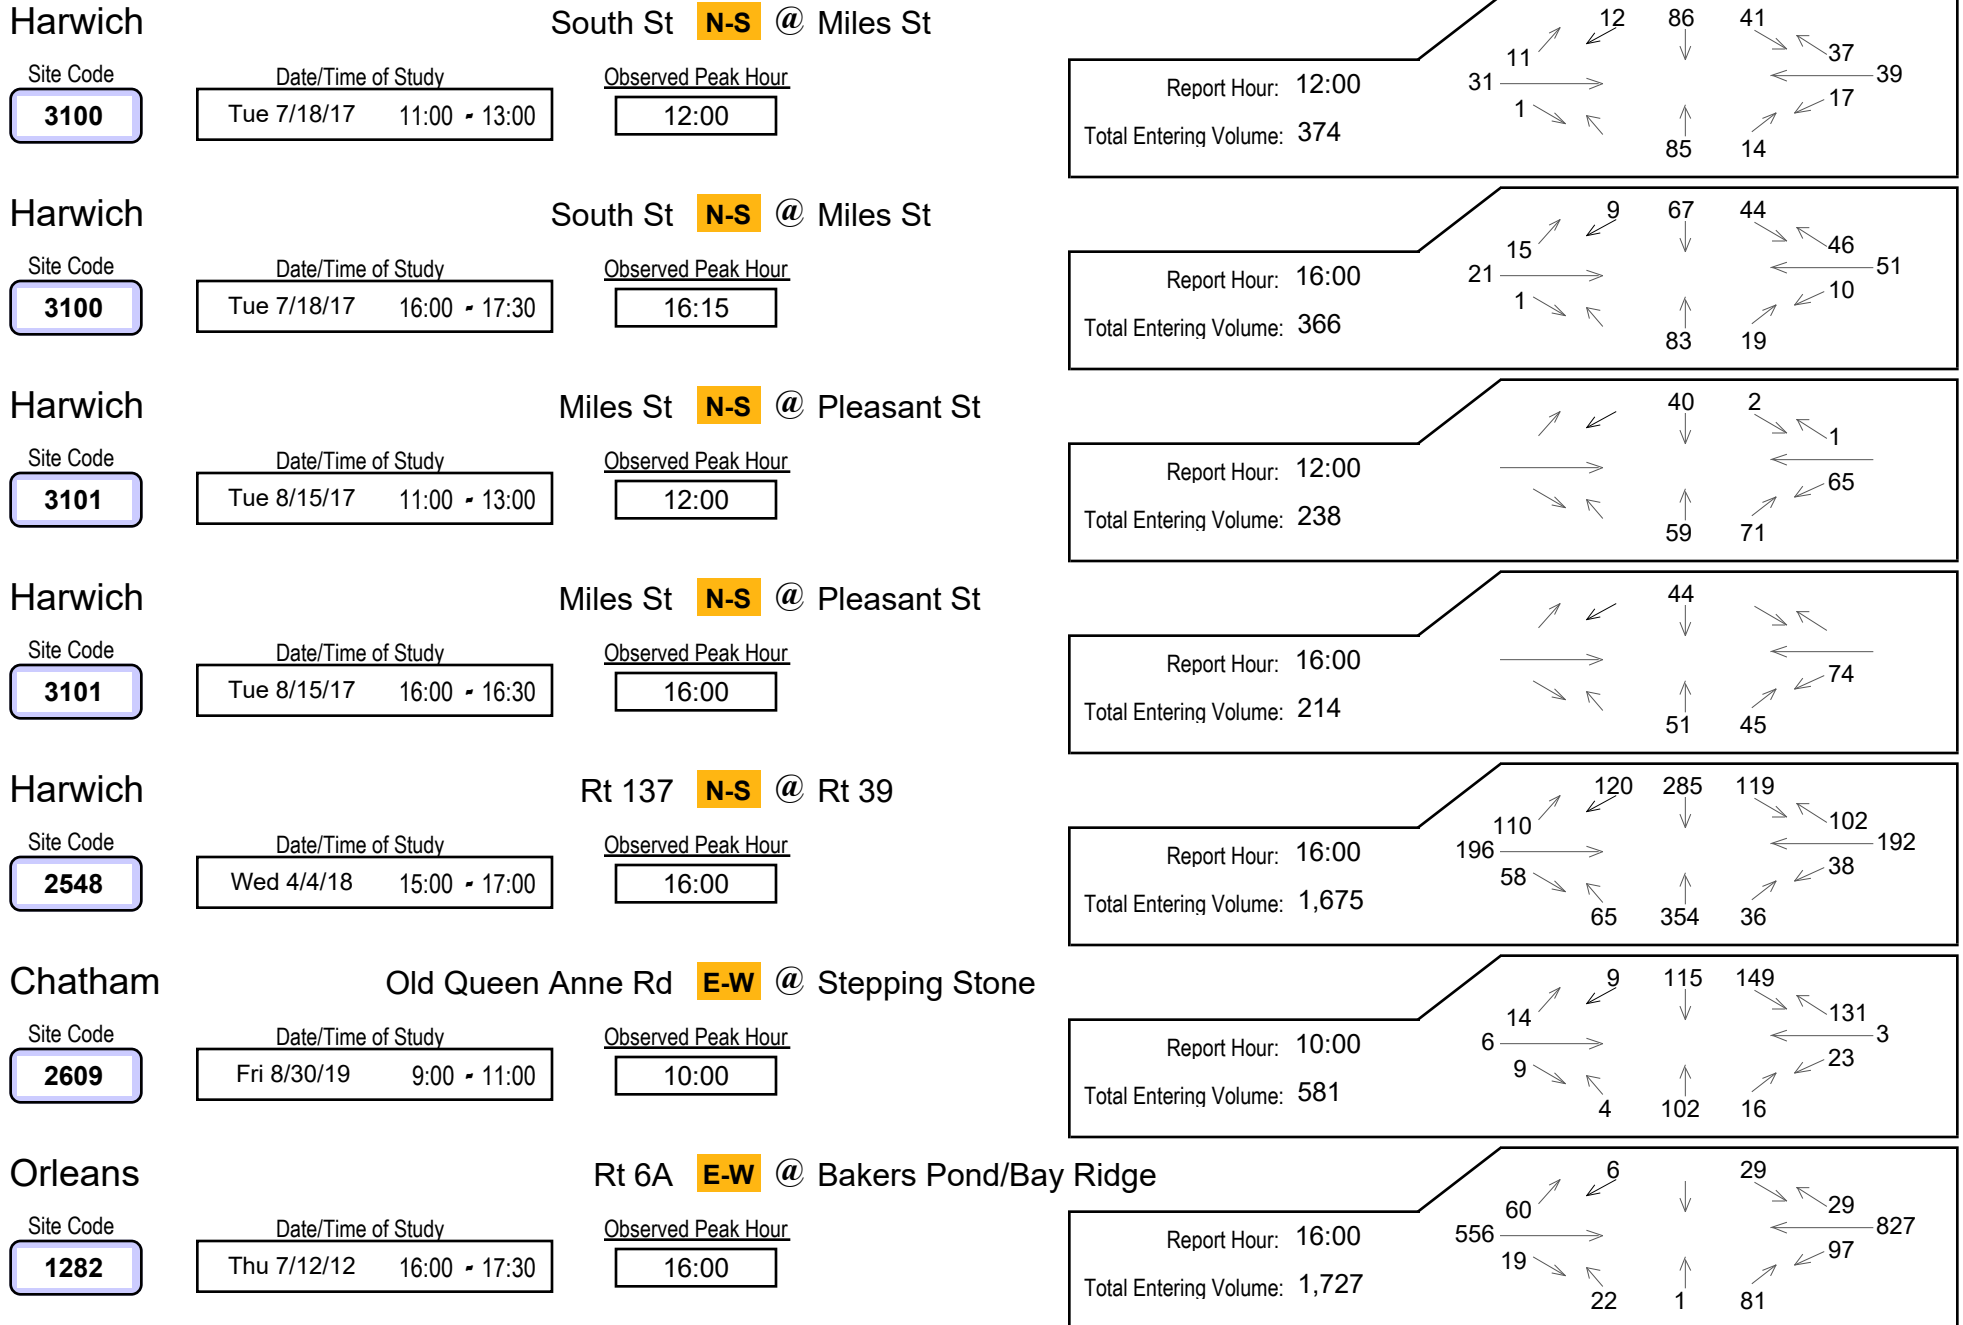 Harwich South St N-S @ Miles St
12 86 41
11 37
31 39
1 17
85 14
Site Code Date/Time of Study Observed Peak Hour
3100 Tue 7/18/17 11:00 - 13:00 12:00
Report Hour: 12:00
Total Entering Volume: 374
Harwich South St N-S @ Miles St
9 67 44
15 46
21 51
1 10
83 19
Site Code Date/Time of Study Observed Peak Hour
3100 Tue 7/18/17 16:00 - 17:30 16:15
Report Hour: 16:00
Total Entering Volume: 366
Harwich Miles St N-S @ Pleasant St
40 2
1
65
59 71
Site Code Date/Time of Study Observed Peak Hour
3101 Tue 8/15/17 11:00 - 13:00 12:00
Report Hour: 12:00
Total Entering Volume: 238
Harwich Miles St N-S @ Pleasant St
44
74
51 45
Site Code Date/Time of Study Observed Peak Hour
3101 Tue 8/15/17 16:00 - 16:30 16:00
Report Hour: 16:00
Total Entering Volume: 214
Harwich Rt 137 N-S @ Rt 39
120 285 119
110 102
196 192
58 38
65 354 36
Site Code Date/Time of Study Observed Peak Hour
2548 Wed 4/4/18 15:00 - 17:00 16:00
Report Hour: 16:00
Total Entering Volume: 1,675
Chatham Old Queen Anne Rd E-W @ Stepping Stone
9 115 149
14 131
6 3
9 23
4 102 16
Site Code Date/Time of Study Observed Peak Hour
2609 Fri 8/30/19 9:00 - 11:00 10:00
Report Hour: 10:00
Total Entering Volume: 581
Orleans Rt 6A E-W @ Bakers Pond/Bay Ridge
6 29
60 29
556 827
19 97
22 1 81
Site Code Date/Time of Study Observed Peak Hour
1282 Thu 7/12/12 16:00 - 17:30 16:00
Report Hour: 16:00
Total Entering Volume: 1,727